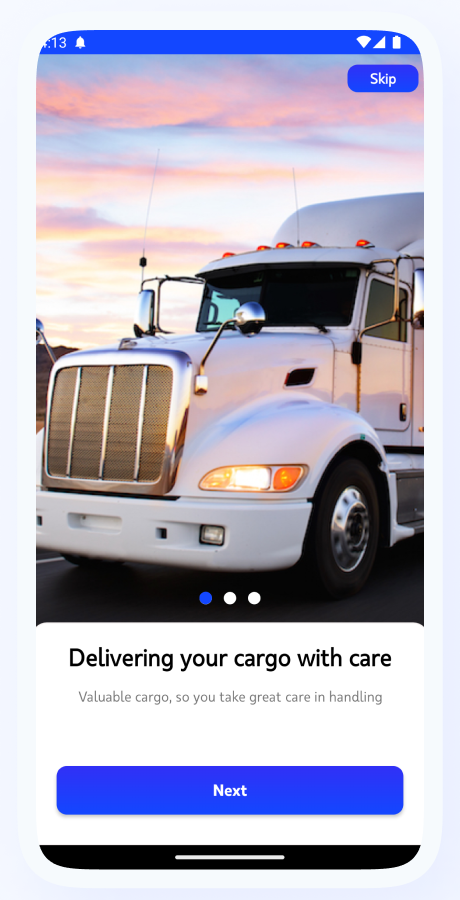 :13
Skip
Delivering your cargo with care
Valuable cargo, so you take great care in handling
Next